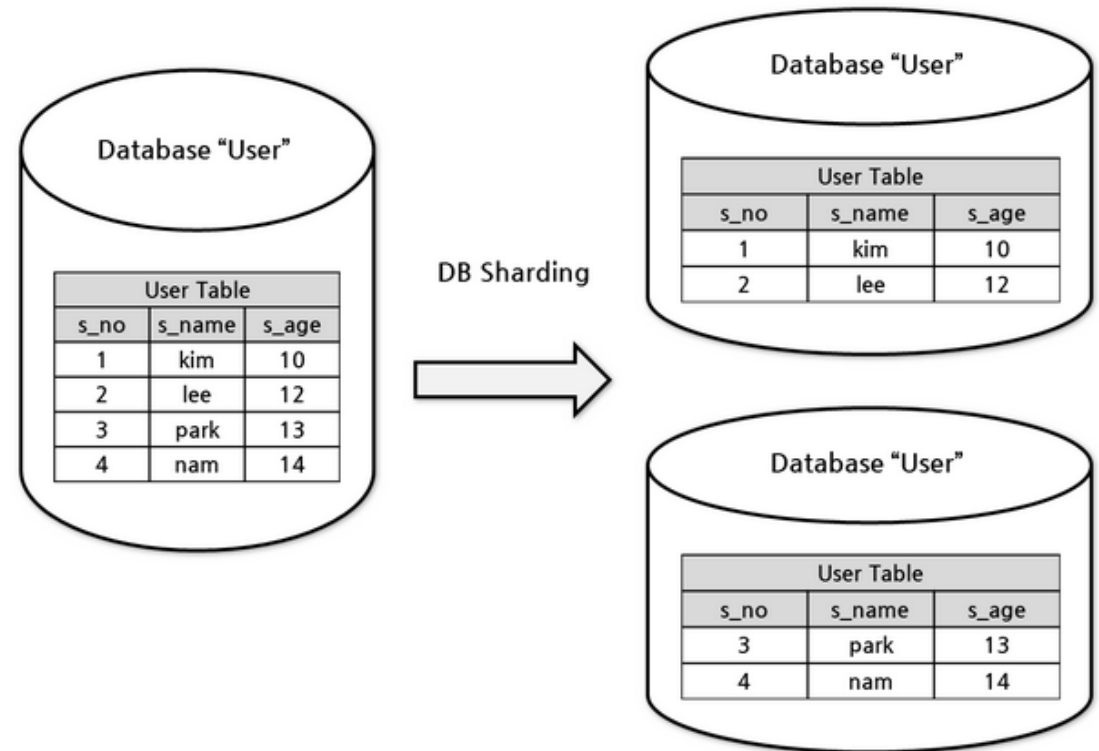 Database “User”
User Table
s_no s_name s_age
1 kim 10
2 lee 12
3 park 13
4 nam 14
DB Sharding
Database “User”
User Table
s_no s_name s_age
1 kim 10
2 lee 12
Database “User”
User Table
s_no s_name s_age
3 park 13
4 nam 14